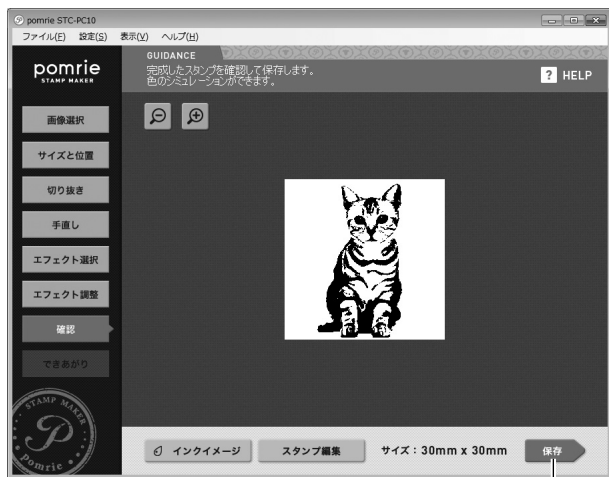 pomrie STC-PC10
ファイル(F) 設定(S) 表示(V) ヘルプ(H)
pomrie
STAMP MAKER
GUIDANCE
完成したスタンプを確認して保存します。
色のシミュレーションができます。
? HELP
画像選択
サイズと位置
切り抜き
手直し
エフェクト選択
エフェクト調整
確認
できあがり
STAMP MAKER
P
Pomrie
インクイメージ
スタンプ編集
サイズ：30mm x 30mm
保存